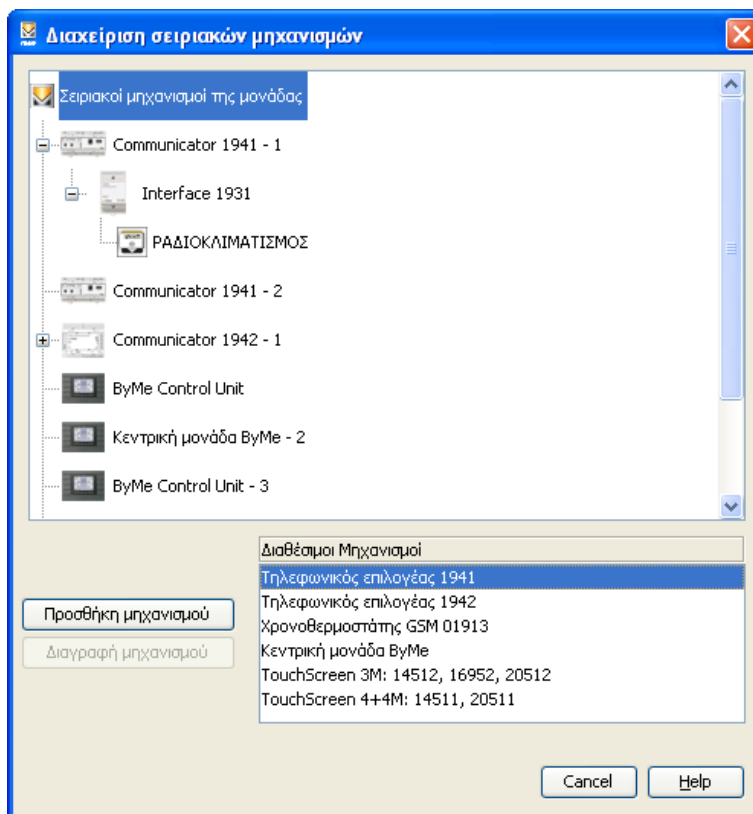 Διαχείριση σειριακών μηχανισμών
Σειριακοί μηχανισμοί της μονάδας
Communicator 1941 - 1
Interface 1931
ΡΑΔΙΟΚΛΙΜΑΤΙΣΜΟΣ
Communicator 1941 - 2
Communicator 1942 - 1
ByMe Control Unit
Κεντρική μονάδα ByMe - 2
ByMe Control Unit - 3
Διαθέσιμοι Μηχανισμοί
Τηλεφωνικός επιλογέας 1941
Τηλεφωνικός επιλογέας 1942
Χρονοθερμοστάτης GSM 01913
Κεντρική μονάδα ByMe
TouchScreen 3M: 14512, 16952, 20512
TouchScreen 4+4M: 14511, 20511
Προσθήκη μηχανισμού
Διαγραφή μηχανισμού
Cancel
Help